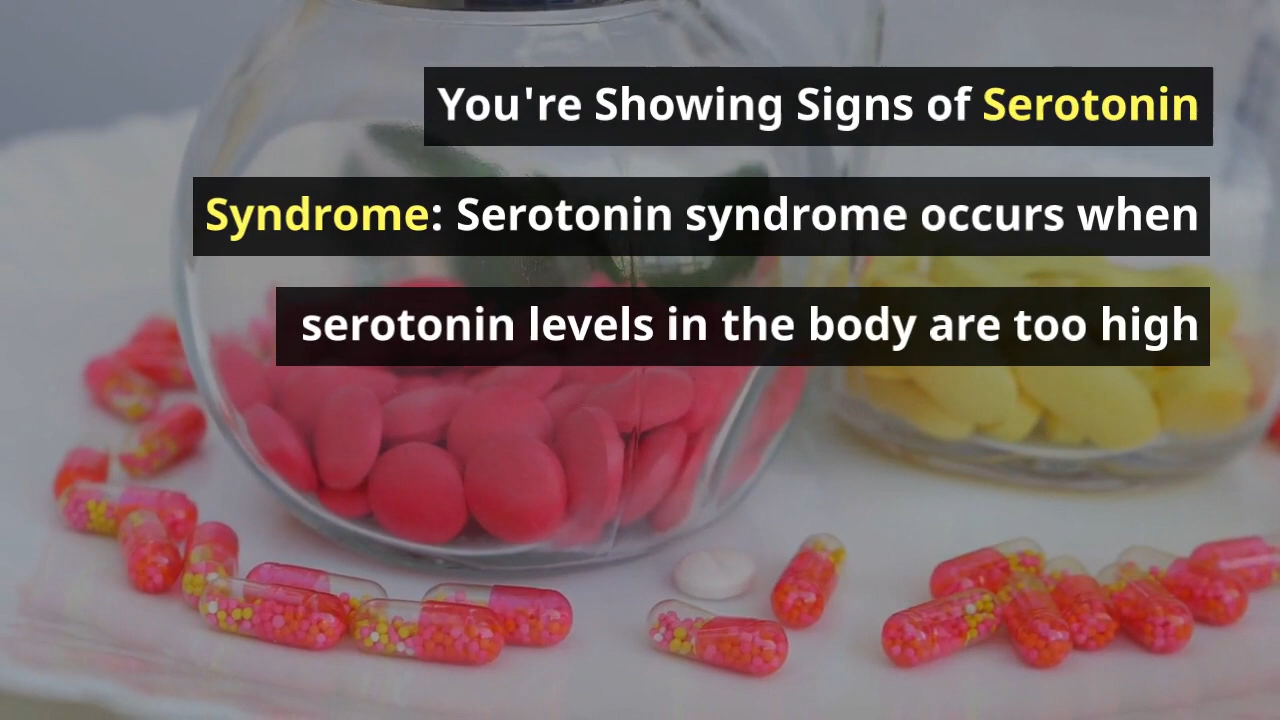 You're Showing Signs of Serotonin
Syndrome: Serotonin syndrome occurs when
serotonin levels in the body are too high